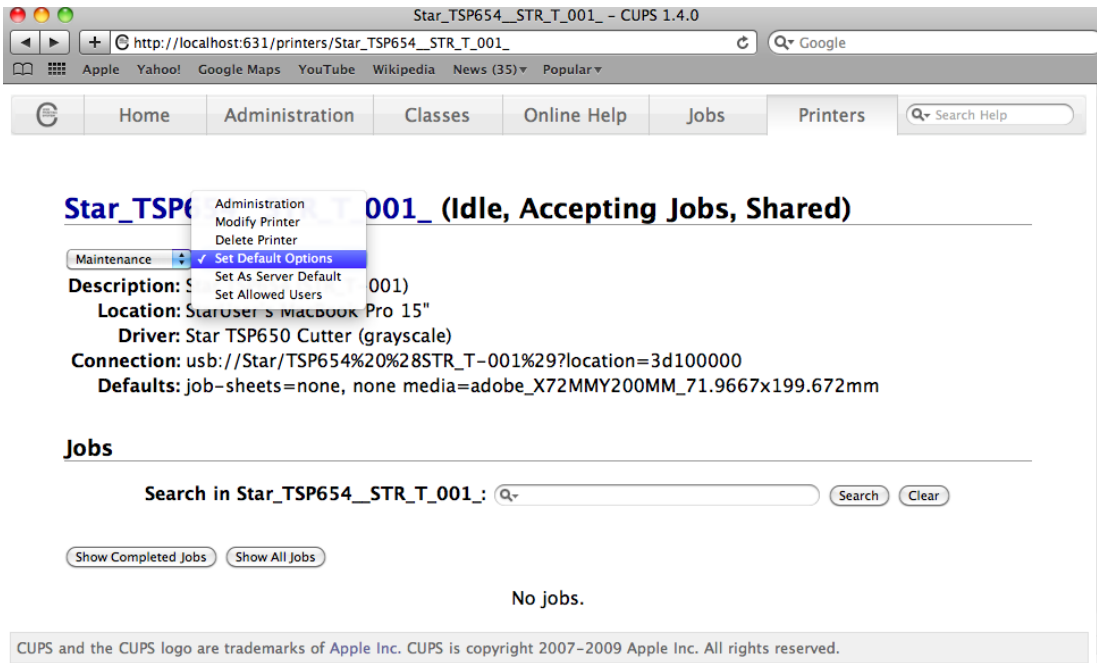 Star_TSP654__STR_T_001_ – CUPS 1.4.0
http://localhost:631/printers/Star_TSP654__STR_T_001_
Google
Apple Yahoo! Google Maps YouTube Wikipedia News (35) Popular
Home Administration Classes Online Help Jobs Printers Search Help
Star_TSP6 001_ (Idle, Accepting Jobs, Shared)
Administration
Modify Printer
Delete Printer
Maintenance ✓ Set Default Options
Set As Server Default
Set Allowed Users
Description: 001)
Location: StarUser's MacBook Pro 15"
Driver: Star TSP650 Cutter (grayscale)
Connection: usb://Star/TSP654%20%28STR_T-001%29?location=3d100000
Defaults: job-sheets=none, none media=adobe_X72MMY200MM_71.9667x199.672mm
Jobs
Search in Star_TSP654__STR_T_001_: Search Clear
Show Completed Jobs Show All Jobs
No jobs.
CUPS and the CUPS logo are trademarks of Apple Inc. CUPS is copyright 2007-2009 Apple Inc. All rights reserved.